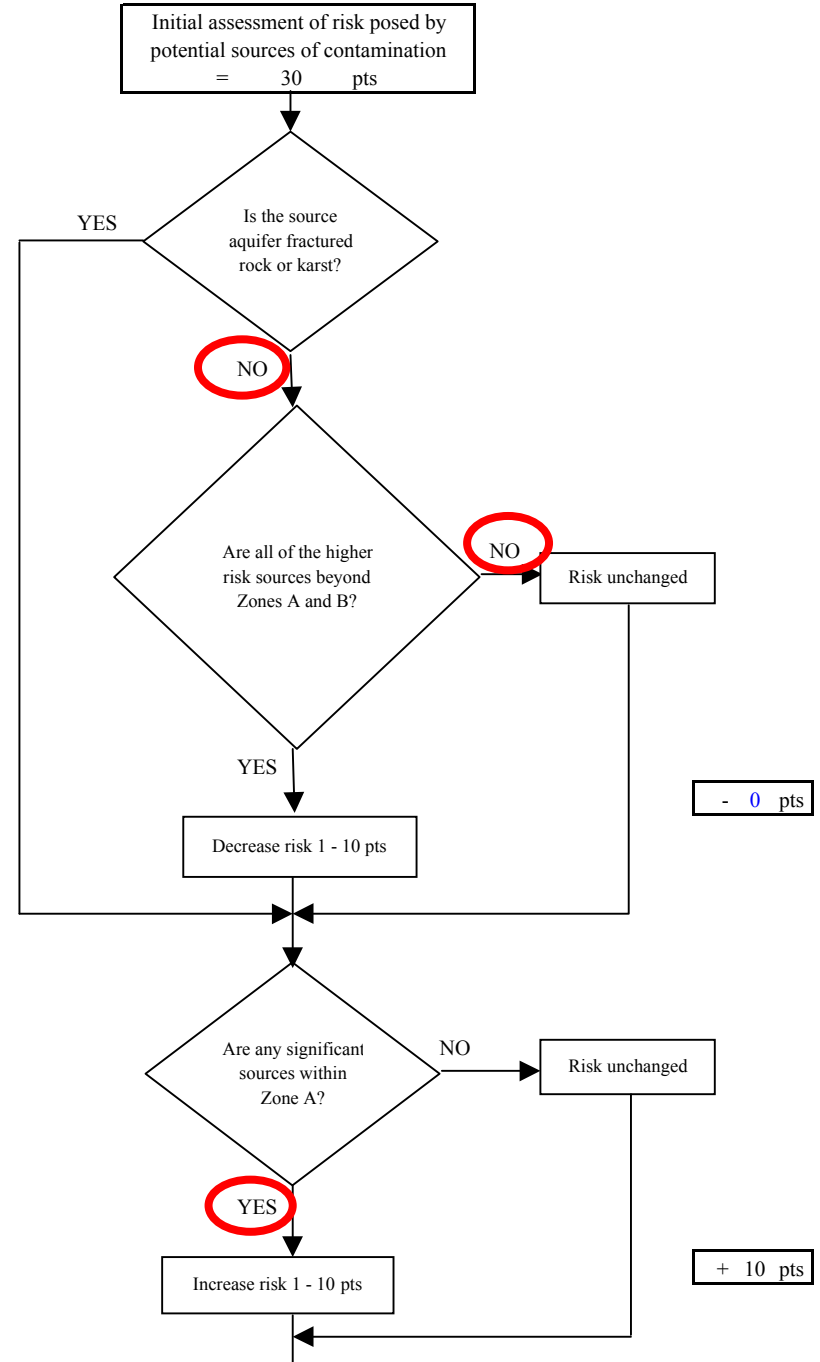 Initial assessment of risk posed by
potential sources of contamination
= 30 pts
YES
Is the source
aquifer fractured
rock or karst?
NO
Are all of the higher
risk sources beyond
Zones A and B?
NO
Risk unchanged
YES
- 0 pts
Decrease risk 1 - 10 pts
Are any significant
sources within
Zone A?
NO
Risk unchanged
YES
+ 10 pts
Increase risk 1 - 10 pts